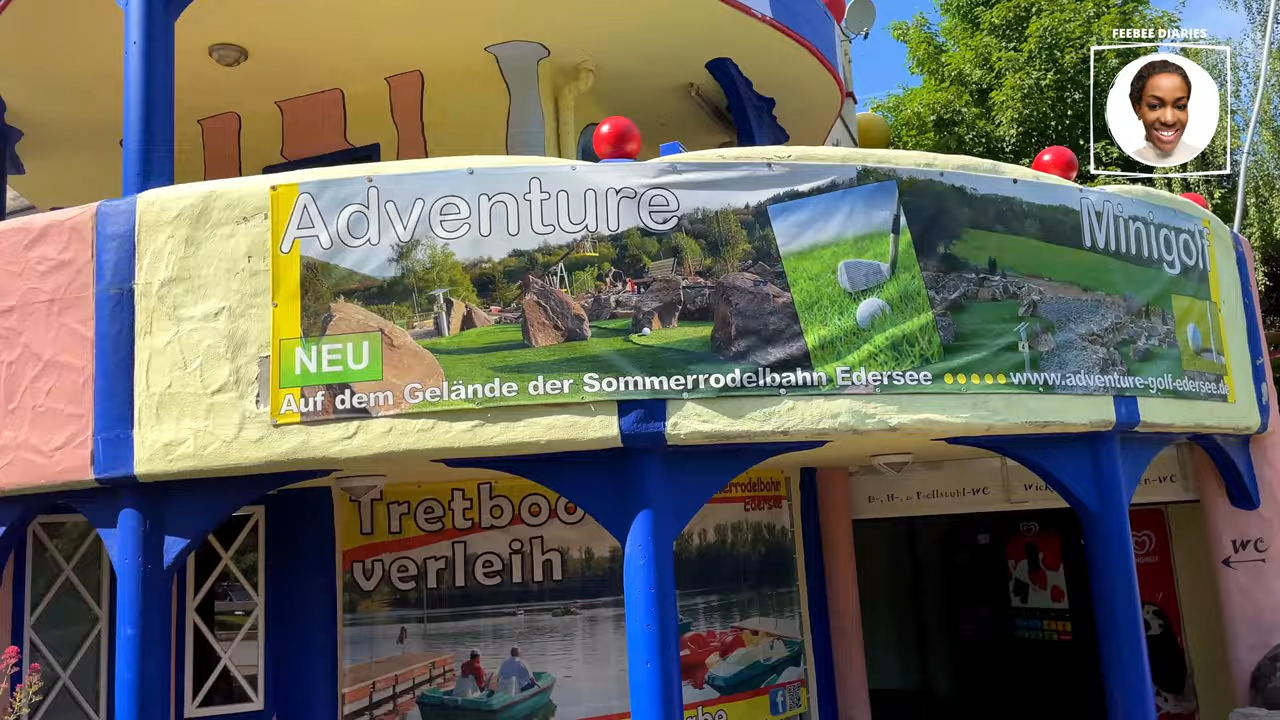 FEEBEE DIARIES
Adventure
Minigolf
NEU
Auf dem Gelände der Sommerrodelbahn Edersee
www.adventure-golf-edersee.de
Tretboo
verleih
merrodelbahn
Edersee
WC